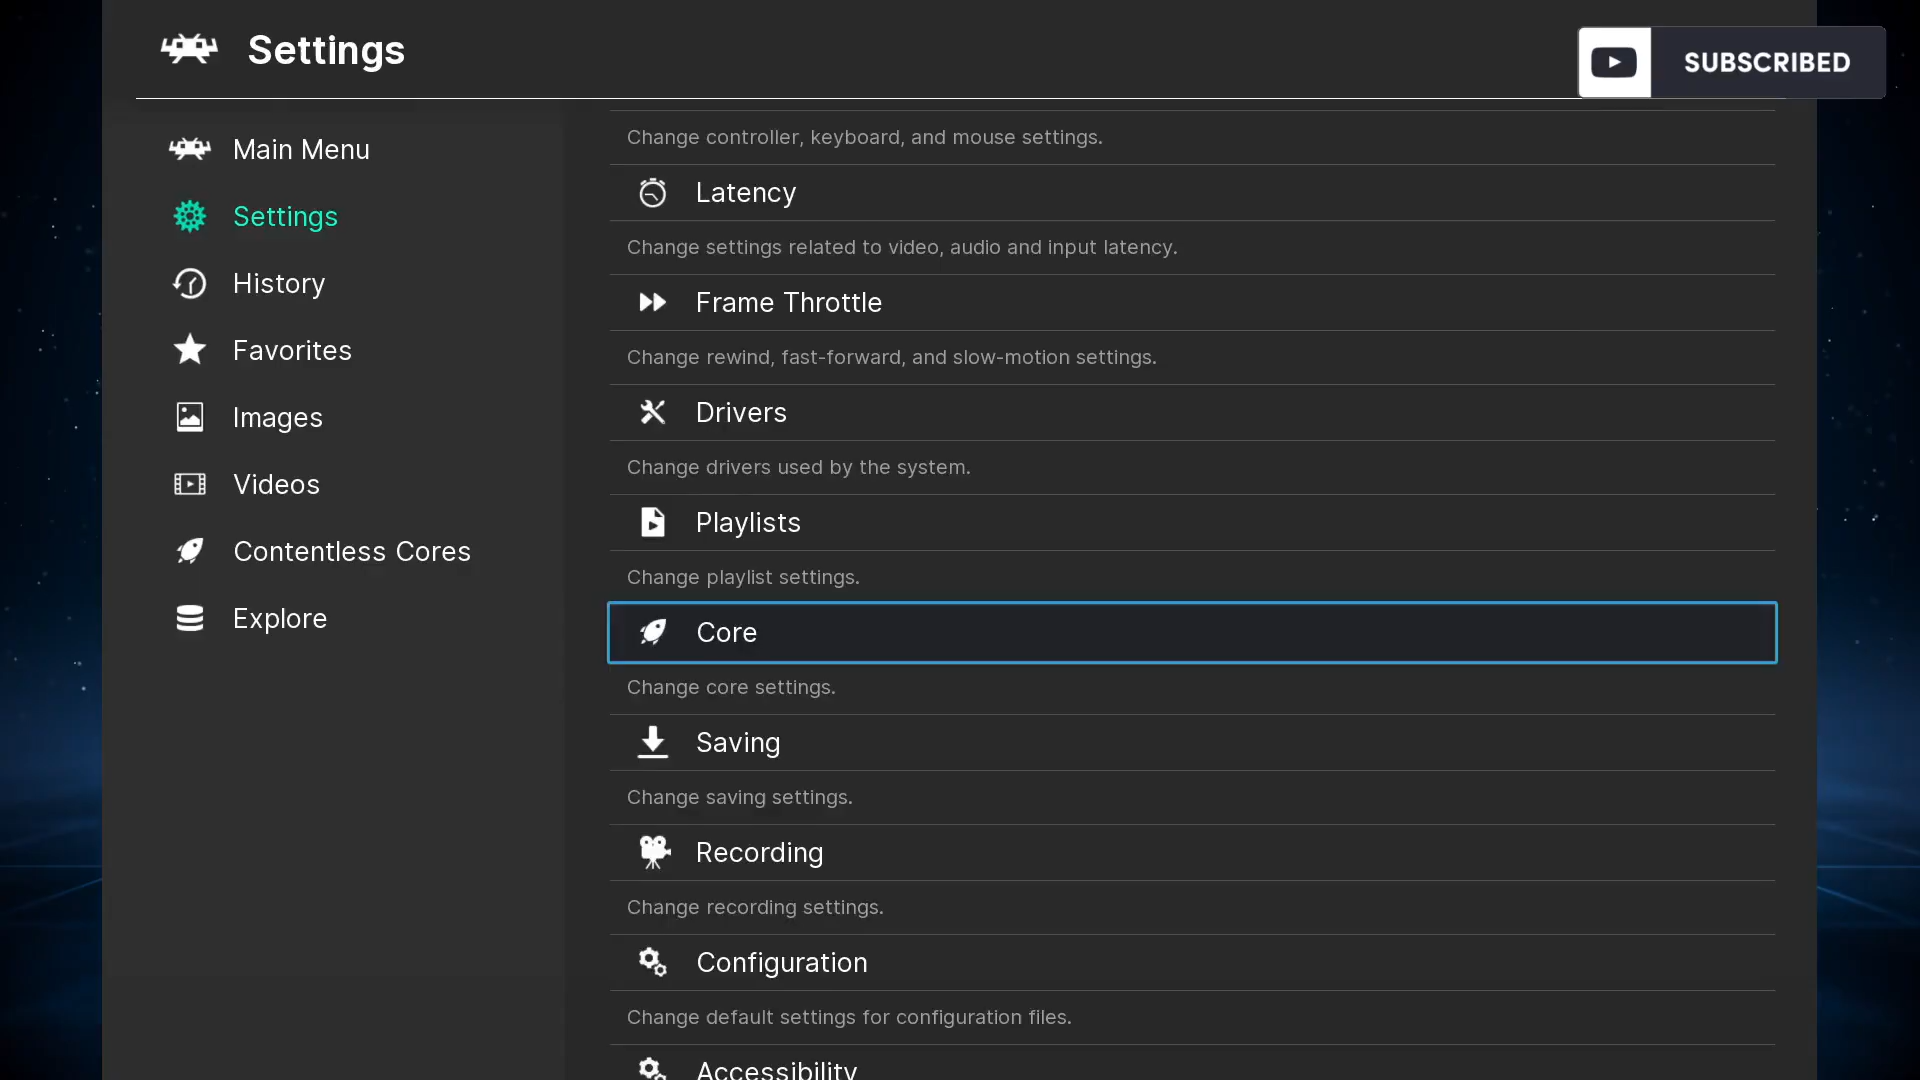 Settings
SUBSCRIBED
Main Menu
Settings
History
Favorites
Images
Videos
Contentless Cores
Explore
Change controller, keyboard, and mouse settings.
Latency
Change settings related to video, audio and input latency.
Frame Throttle
Change rewind, fast-forward, and slow-motion settings.
Drivers
Change drivers used by the system.
Playlists
Change playlist settings.
Core
Change core settings.
Saving
Change saving settings.
Recording
Change recording settings.
Configuration
Change default settings for configuration files.
Accessibility